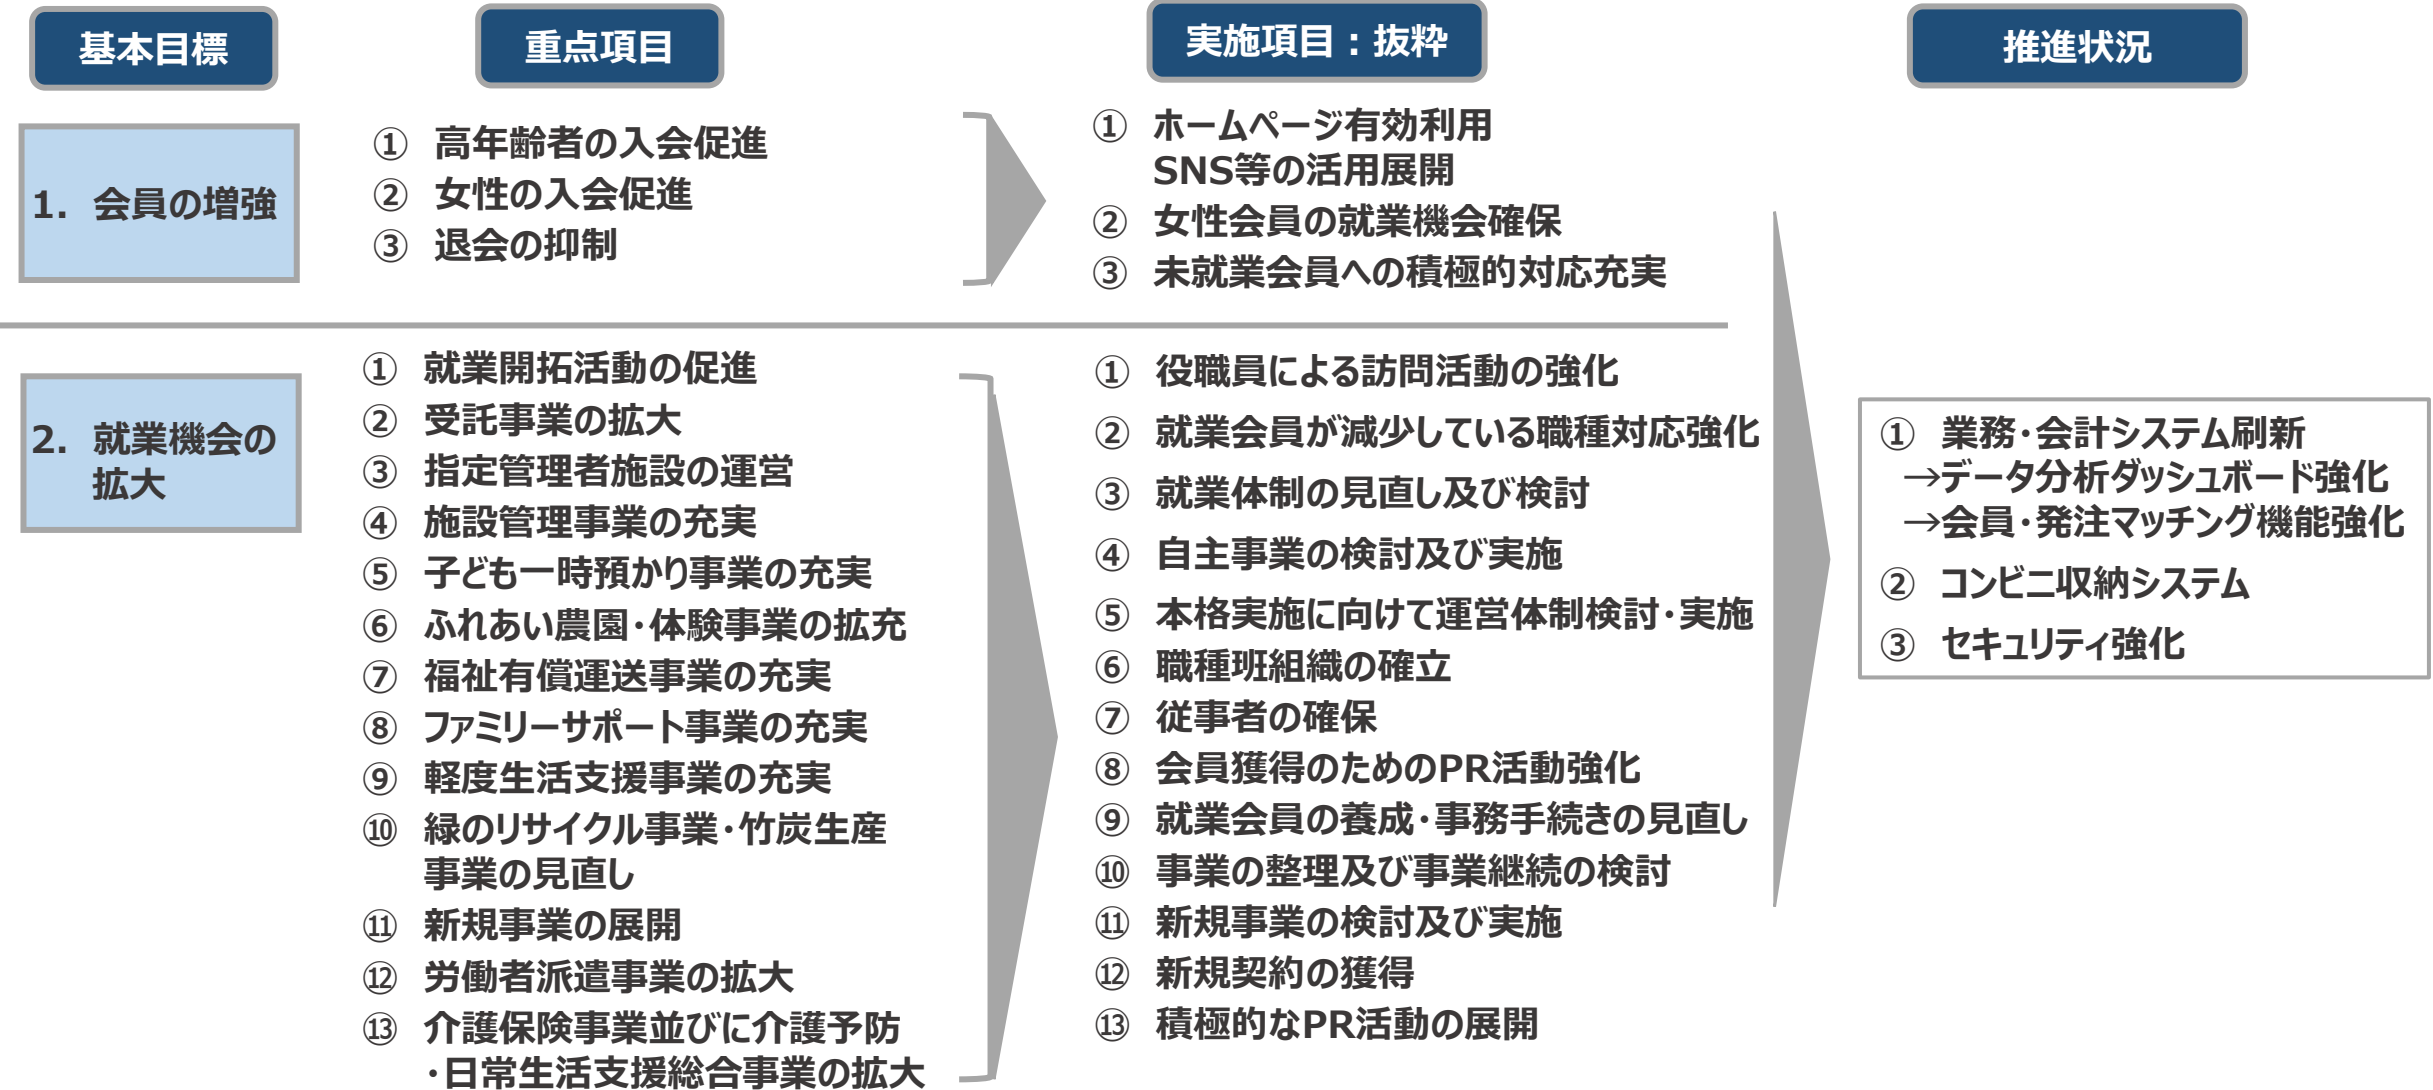 基本目標
重点項目
実施項目：抜粋
推進状況
1. 会員の増強
① 高年齢者の入会促進
② 女性の入会促進
③ 退会の抑制
① ホームページ有効利用
SNS等の活用展開
② 女性会員の就業機会確保
③ 未就業会員への積極的対応充実
2. 就業機会の
拡大
① 就業開拓活動の促進
② 受託事業の拡大
③ 指定管理者施設の運営
④ 施設管理事業の充実
⑤ 子ども一時預かり事業の充実
⑥ ふれあい農園・体験事業の拡充
⑦ 福祉有償運送事業の充実
⑧ ファミリーサポート事業の充実
⑨ 軽度生活支援事業の充実
⑩ 緑のリサイクル事業・竹炭生産
事業の見直し
⑪ 新規事業の展開
⑫ 労働者派遣事業の拡大
⑬ 介護保険事業並びに介護予防
・日常生活支援総合事業の拡大
① 役職員による訪問活動の強化
② 就業会員が減少している職種対応強化
③ 就業体制の見直し及び検討
④ 自主事業の検討及び実施
⑤ 本格実施に向けて運営体制検討・実施
⑥ 職種班組織の確立
⑦ 従事者の確保
⑧ 会員獲得のためのPR活動強化
⑨ 就業会員の養成・事務手続きの見直し
⑩ 事業の整理及び事業継続の検討
⑪ 新規事業の検討及び実施
⑫ 新規契約の獲得
⑬ 積極的なPR活動の展開
① 業務・会計システム刷新
→データ分析ダッシュボード強化
→会員・発注マッチング機能強化
② コンビニ収納システム
③ セキュリティ強化